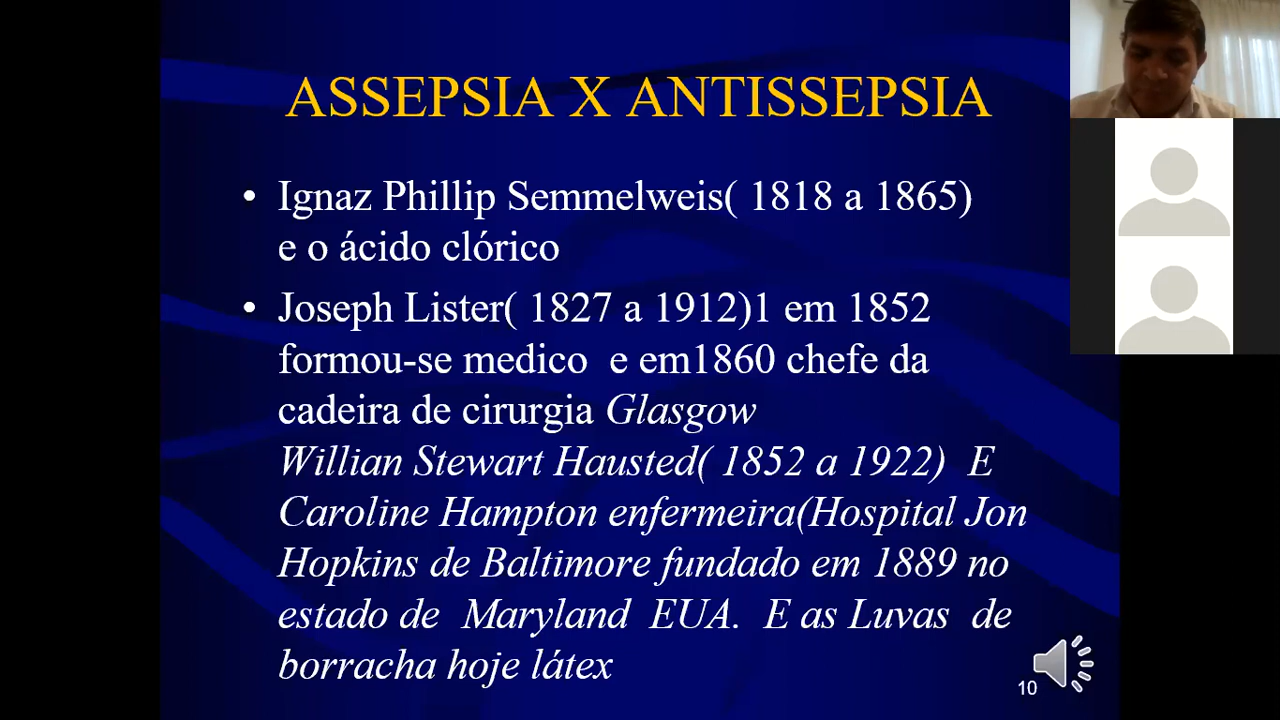 ASSEPSIA X ANTISSEPSIA
• Ignaz Phillip Semmelweis( 1818 a 1865)
e o ácido clórico
• Joseph Lister( 1827 a 1912)1 em 1852
formou-se medico e em1860 chefe da
cadeira de cirurgia Glasgow
Willian Stewart Hausted( 1852 a 1922) E
Caroline Hampton enfermeira(Hospital Jon
Hopkins de Baltimore fundado em 1889 no
estado de Maryland EUA. E as Luvas de
borracha hoje látex
10